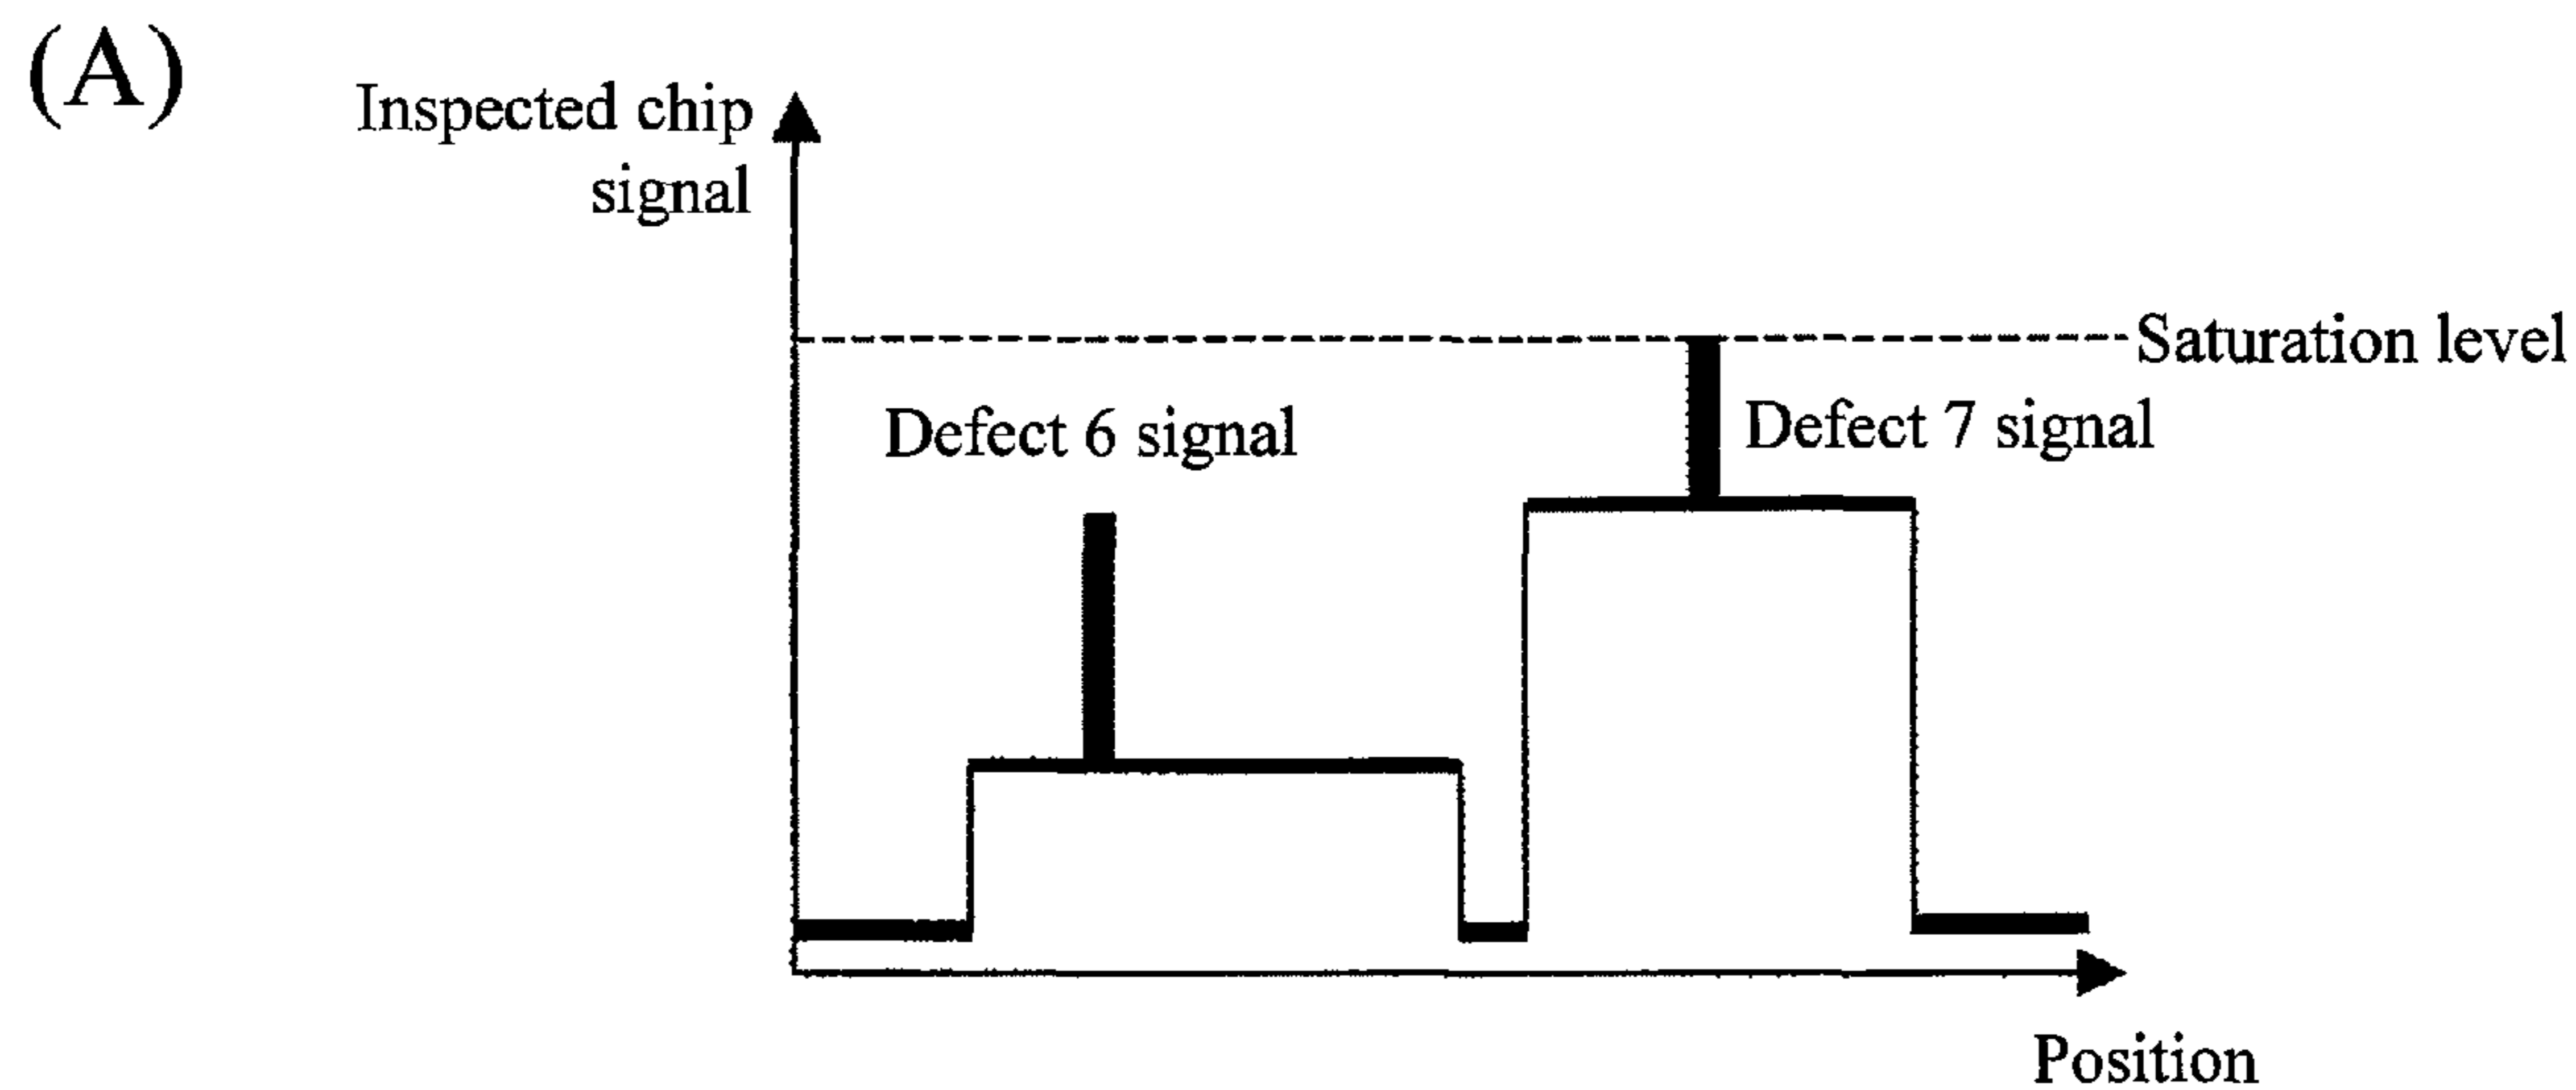 (A)
Inspected chip
signal
Saturation level
Defect 6 signal
Defect 7 signal
Position